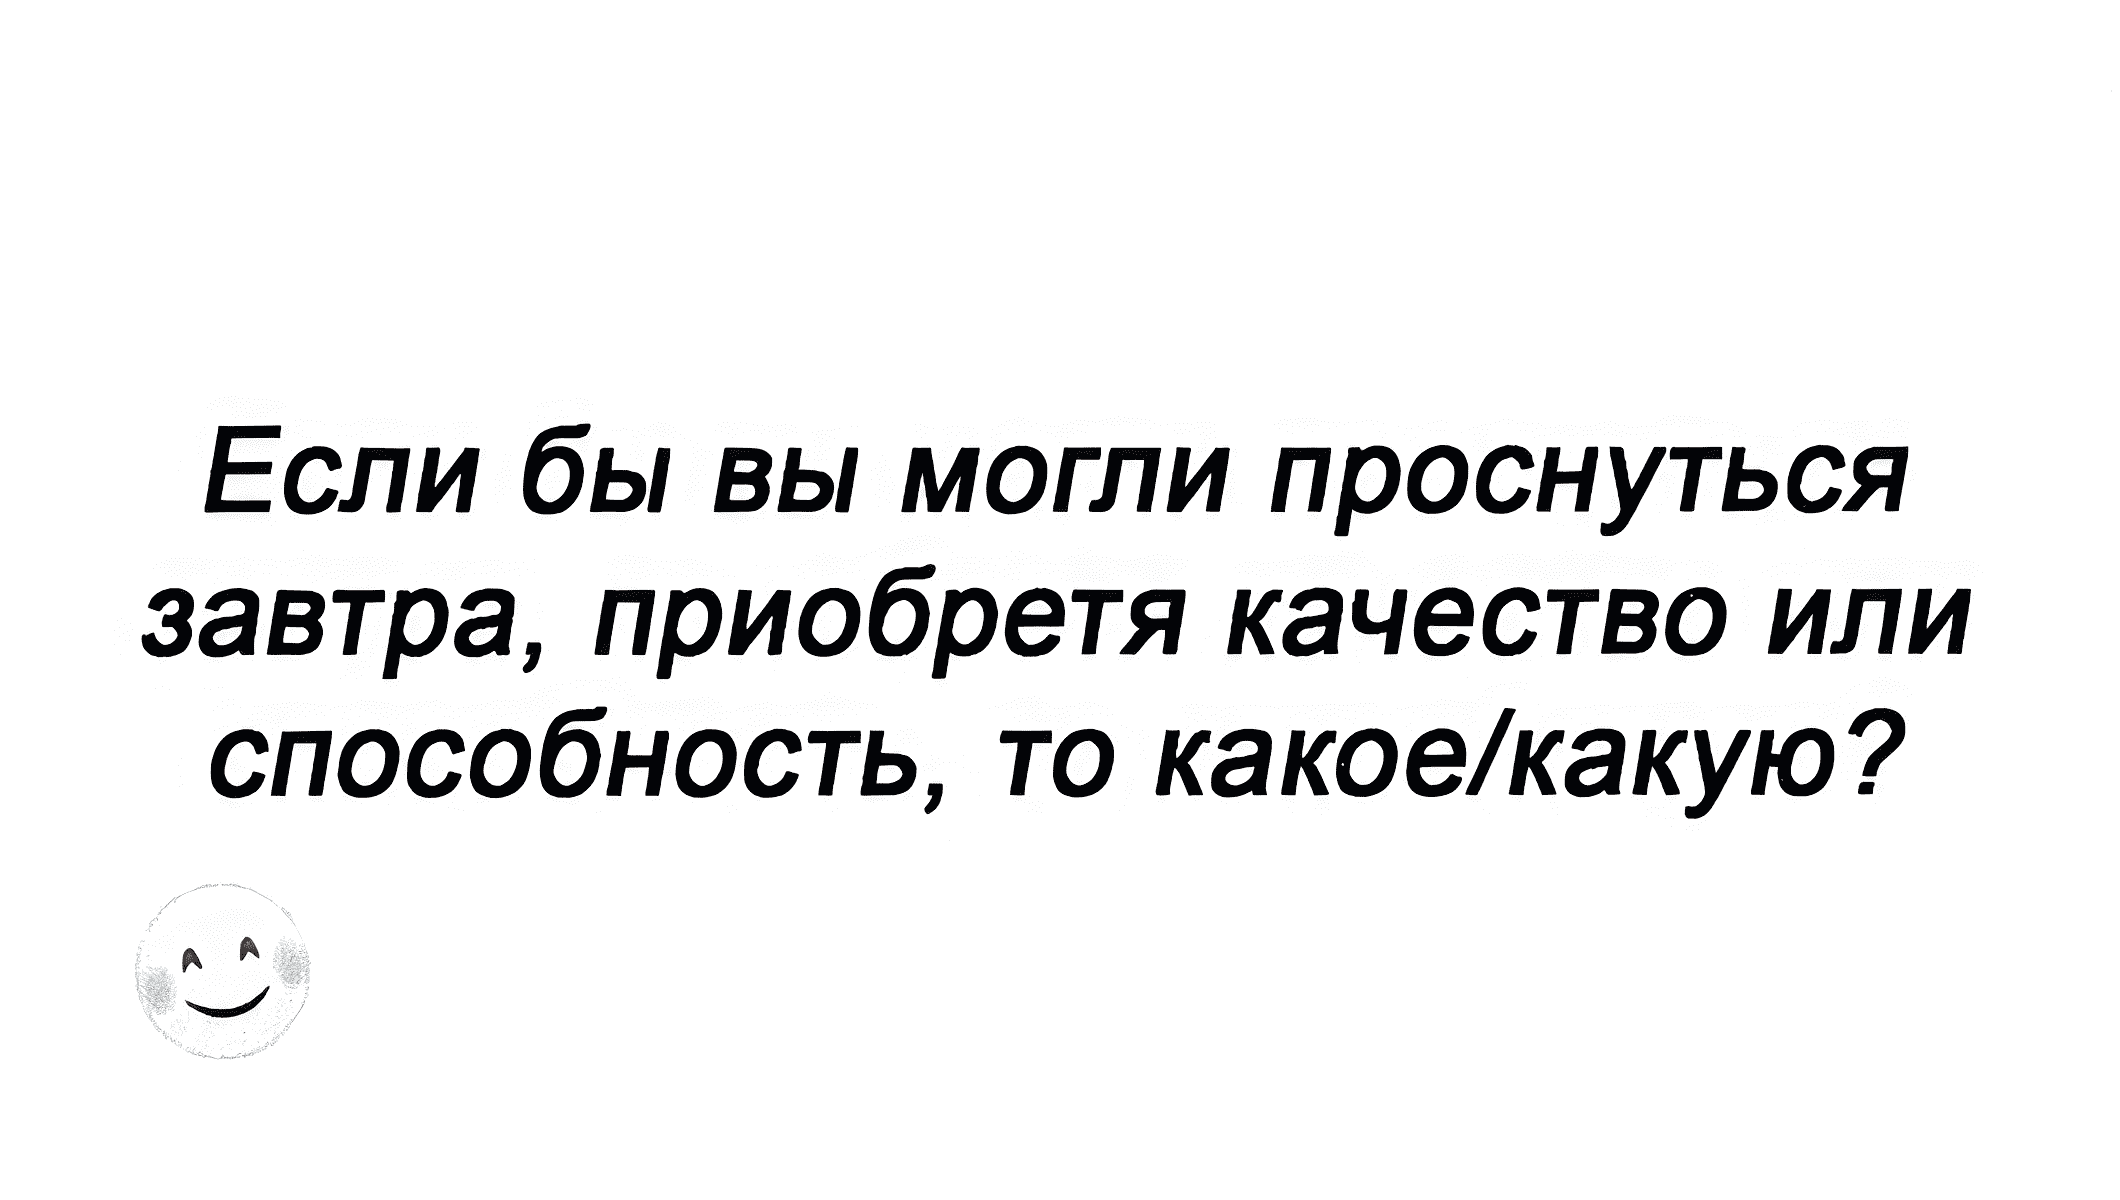 Если бы вы могли проснуться
завтра, приобретя качество или
способность, то какое/какую?